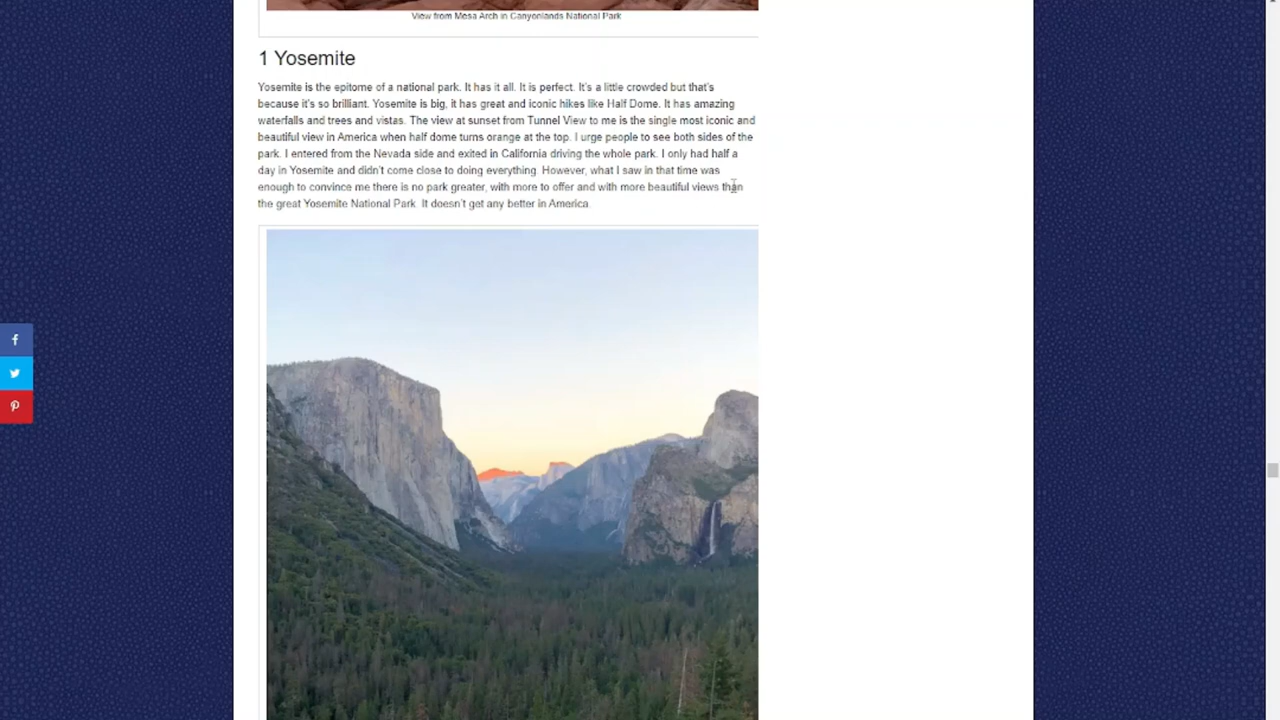 View from Mesa Arch in Canyonlands National Park
1 Yosemite
Yosemite is the epitome of a national park. It has it all. It is perfect. It's a little crowded but that's
because it's so brilliant. Yosemite is big, it has great and iconic hikes like Half Dome. It has amazing
waterfalls and trees and vistas. The view at sunset from Tunnel View to me is the single most iconic and
beautiful view in America when half dome turns orange at the top. I urge people to see both sides of the
park. I entered from the Nevada side and exited in California driving the whole park. I only had half a
day in Yosemite and didn't come close to doing everything. However, what I saw in that time was
enough to convince me there is no park greater, with more to offer and with more beautiful views than
the great Yosemite National Park. It doesn't get any better in America.